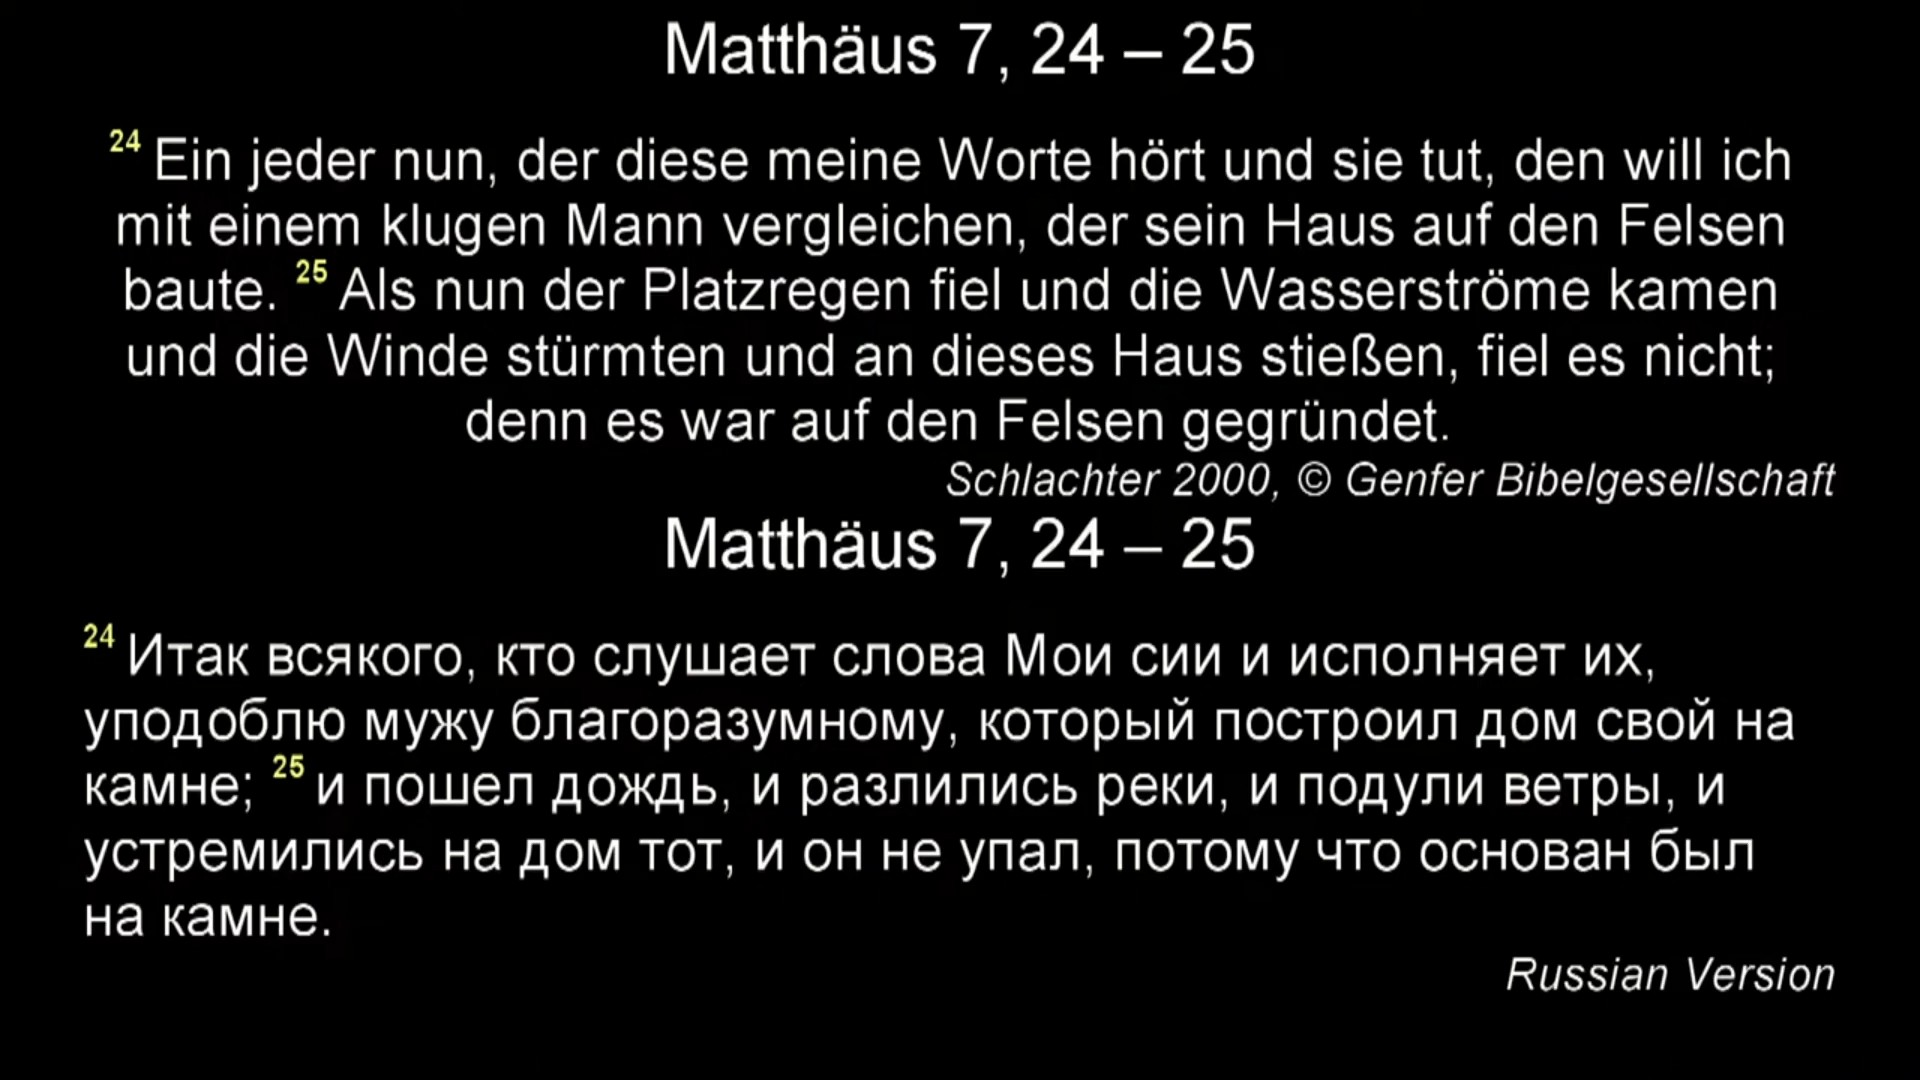 Matthäus 7, 24 – 25
24 Ein jeder nun, der diese meine Worte hört und sie tut, den will ich
mit einem klugen Mann vergleichen, der sein Haus auf den Felsen
baute. 25 Als nun der Platzregen fiel und die Wasserströme kamen
und die Winde stürmten und an dieses Haus stießen, fiel es nicht;
denn es war auf den Felsen gegründet.
Schlachter 2000, © Genfer Bibelgesellschaft
Matthäus 7, 24 – 25
24 Итак всякого, кто слушает слова Мои сии и исполняет их,
уподоблю мужу благоразумному, который построил дом свой на
камне; 25 и пошел дождь, и разлились реки, и подули ветры, и
устремились на дом тот, и он не упал, потому что основан был
на камне.
Russian Version